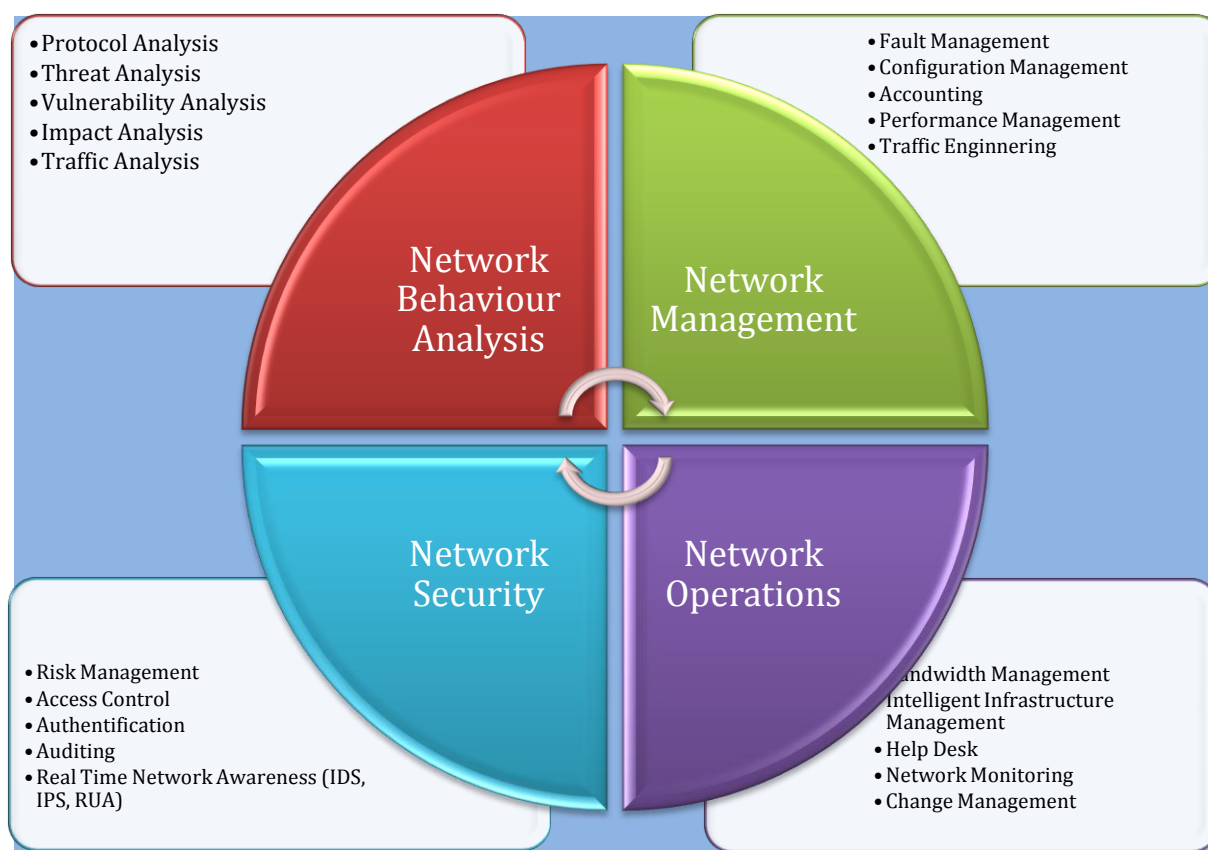 •Protocol Analysis
•Threat Analysis
•Vulnerability Analysis
•Impact Analysis
•Traffic Analysis
•Fault Management
•Configuration Management
•Accounting
•Performance Management
•Traffic Enginnering
Network
Behaviour
Analysis
Network
Management
Network
Security
Network
Operations
•Risk Management
•Access Control
•Authentification
•Auditing
•Real Time Network Awareness (IDS,
IPS, RUA)
Management
Intelligent Infrastructure
Management
•Help Desk
•Network Monitoring
•Change Management